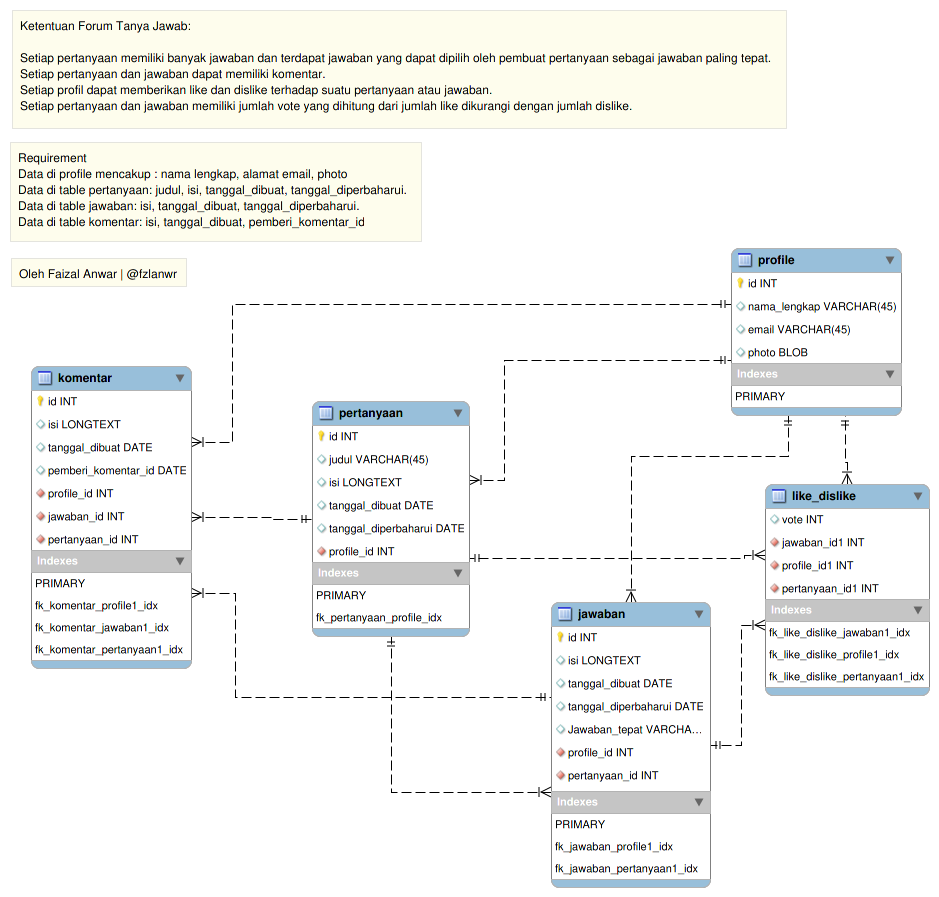 Ketentuan Forum Tanya Jawab:
Setiap pertanyaan memiliki banyak jawaban dan terdapat jawaban yang dapat dipilih oleh pembuat pertanyaan sebagai jawaban paling tepat.
Setiap pertanyaan dan jawaban dapat memiliki komentar.
Setiap profil dapat memberikan like dan dislike terhadap suatu pertanyaan atau jawaban.
Setiap pertanyaan dan jawaban memiliki jumlah vote yang dihitung dari jumlah like dikurangi dengan jumlah dislike.
Requirement
Data di profile mencakup : nama lengkap, alamat email, photo
Data di table pertanyaan: judul, isi, tanggal_dibuat, tanggal_diperbaharui.
Data di table jawaban: isi, tanggal_dibuat, tanggal_diperbaharui.
Data di table komentar: isi, tanggal_dibuat, pemberi_komentar_id
Oleh Faizal Anwar | @fzlanwr
profile
id INT
nama_lengkap VARCHAR(45)
email VARCHAR(45)
photo BLOB
Indexes
PRIMARY
komentar
id INT
isi LONGTEXT
tanggal_dibuat DATE
pemberi_komentar_id DATE
profile_id INT
jawaban_id INT
pertanyaan_id INT
Indexes
PRIMARY
fk_komentar_profile1_idx
fk_komentar_jawaban1_idx
fk_komentar_pertanyaan1_idx
pertanyaan
id INT
judul VARCHAR(45)
isi LONGTEXT
tanggal_dibuat DATE
tanggal_diperbaharui DATE
profile_id INT
Indexes
PRIMARY
fk_pertanyaan_profile_idx
like_dislike
vote INT
jawaban_id1 INT
profile_id1 INT
pertanyaan_id1 INT
Indexes
fk_like_dislike_jawaban1_idx
fk_like_dislike_profile1_idx
fk_like_dislike_pertanyaan1_idx
jawaban
id INT
isi LONGTEXT
tanggal_dibuat DATE
tanggal_diperbaharui DATE
Jawaban_tepat VARCHA...
profile_id INT
pertanyaan_id INT
Indexes
PRIMARY
fk_jawaban_profile1_idx
fk_jawaban_pertanyaan1_idx